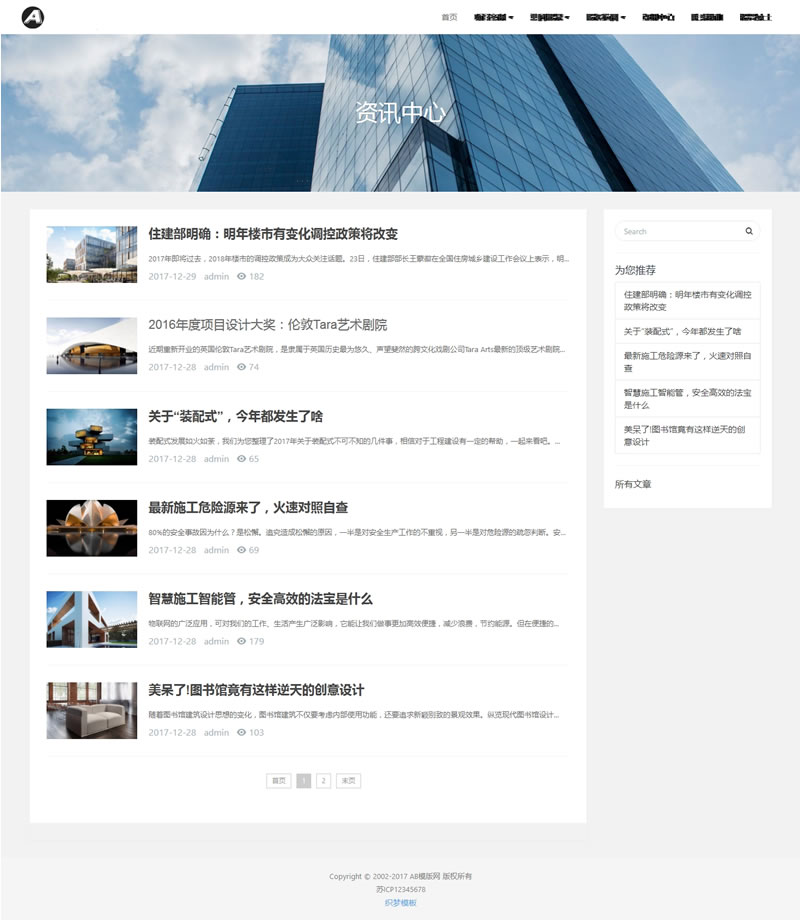 首页
资讯中心
住建部明确：明年楼市有变化调控政策将改变
2017年即将过去，2018年楼市的调控政策成为大众关注话题。23日，住建部部长王蒙徽在全国住房城乡建设工作会议上表示，明...
2017-12-29 admin 182
2016年度项目设计大奖：伦敦Tara艺术剧院
近期重新开业的英国伦敦Tara艺术剧院，是隶属于英国历史最为悠久、声望斐然的跨文化戏剧公司Tara Arts最新的顶级艺术剧院...
2017-12-28 admin 74
关于“装配式”，今年都发生了啥
装配式发展如火如荼，我们为您整理了2017年关于装配式不可不知的几件事，相信对于工程建设有一定的帮助，一起来看吧。...
2017-12-28 admin 65
最新施工危险源来了，火速对照自查
80%的安全事故因为什么？是松懈。追究造成松懈的原因，一半是对安全生产工作的不重视，另一半是对危险源的疏忽判断。安...
2017-12-28 admin 69
智慧施工智能管，安全高效的法宝是什么
物联网的广泛应用，可对我们的工作、生活产生广泛影响，它能让我们做事更加高效便捷，减少浪费，节约能源。但在便捷的...
2017-12-28 admin 179
美呆了!图书馆竟有这样逆天的创意设计
随着图书馆建筑设计思想的变化，图书馆建筑不仅要考虑内部使用功能，还要追求新颖别致的景观效果。纵览现代图书馆设计...
2017-12-28 admin 103
首页 1 2 末页
Search
为您推荐
住建部明确：明年楼市有变化调控
政策将改变
关于“装配式”，今年都发生了啥
最新施工危险源来了，火速对照自
查
智慧施工智能管，安全高效的法宝
是什么
美呆了!图书馆竟有这样逆天的创
意设计
所有文章
Copyright © 2002-2017 AB模版网 版权所有
苏ICP12345678
织梦模板